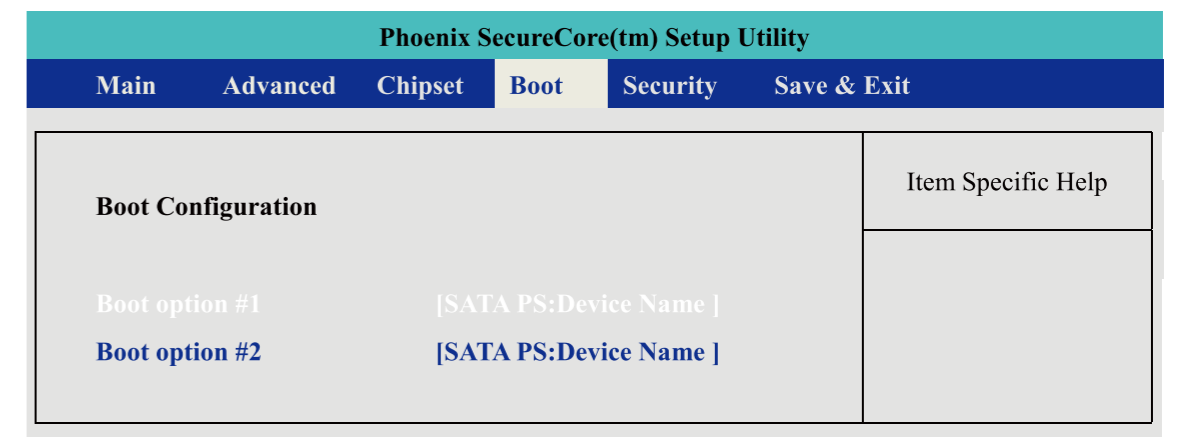 Phoenix SecureCore(tm) Setup Utility
Main Advanced Chipset Boot Security Save & Exit
Item Specific Help
Boot Configuration
Boot option #1 [SATA PS:Device Name ]
Boot option #2 [SATA PS:Device Name ]